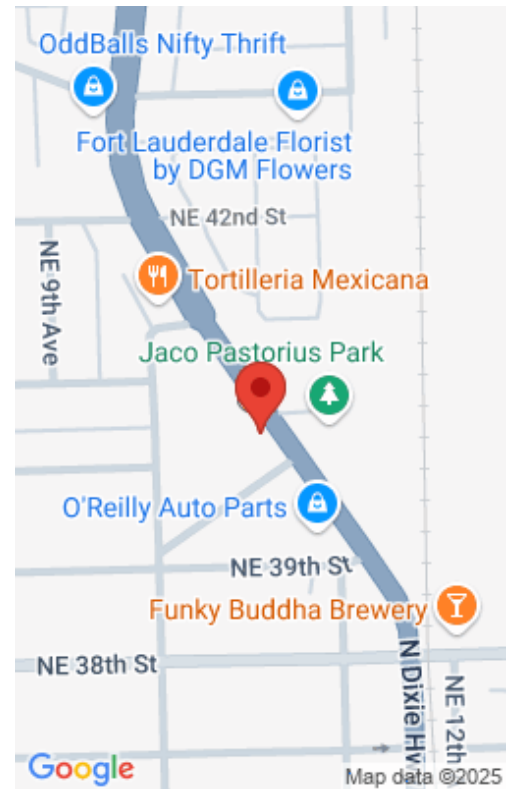 OddBalls Nifty Thrift
Fort Lauderdale Florist
by DGM Flowers
NE 42nd St
NE 9th Ave
Tortilleria Mexicana
Jaco Pastorius Park
O'Reilly Auto Parts
NE 39th St
Funky Buddha Brewery
NE 38th St
N Dixie Hw
NE 12th
Google
Map data ©2025